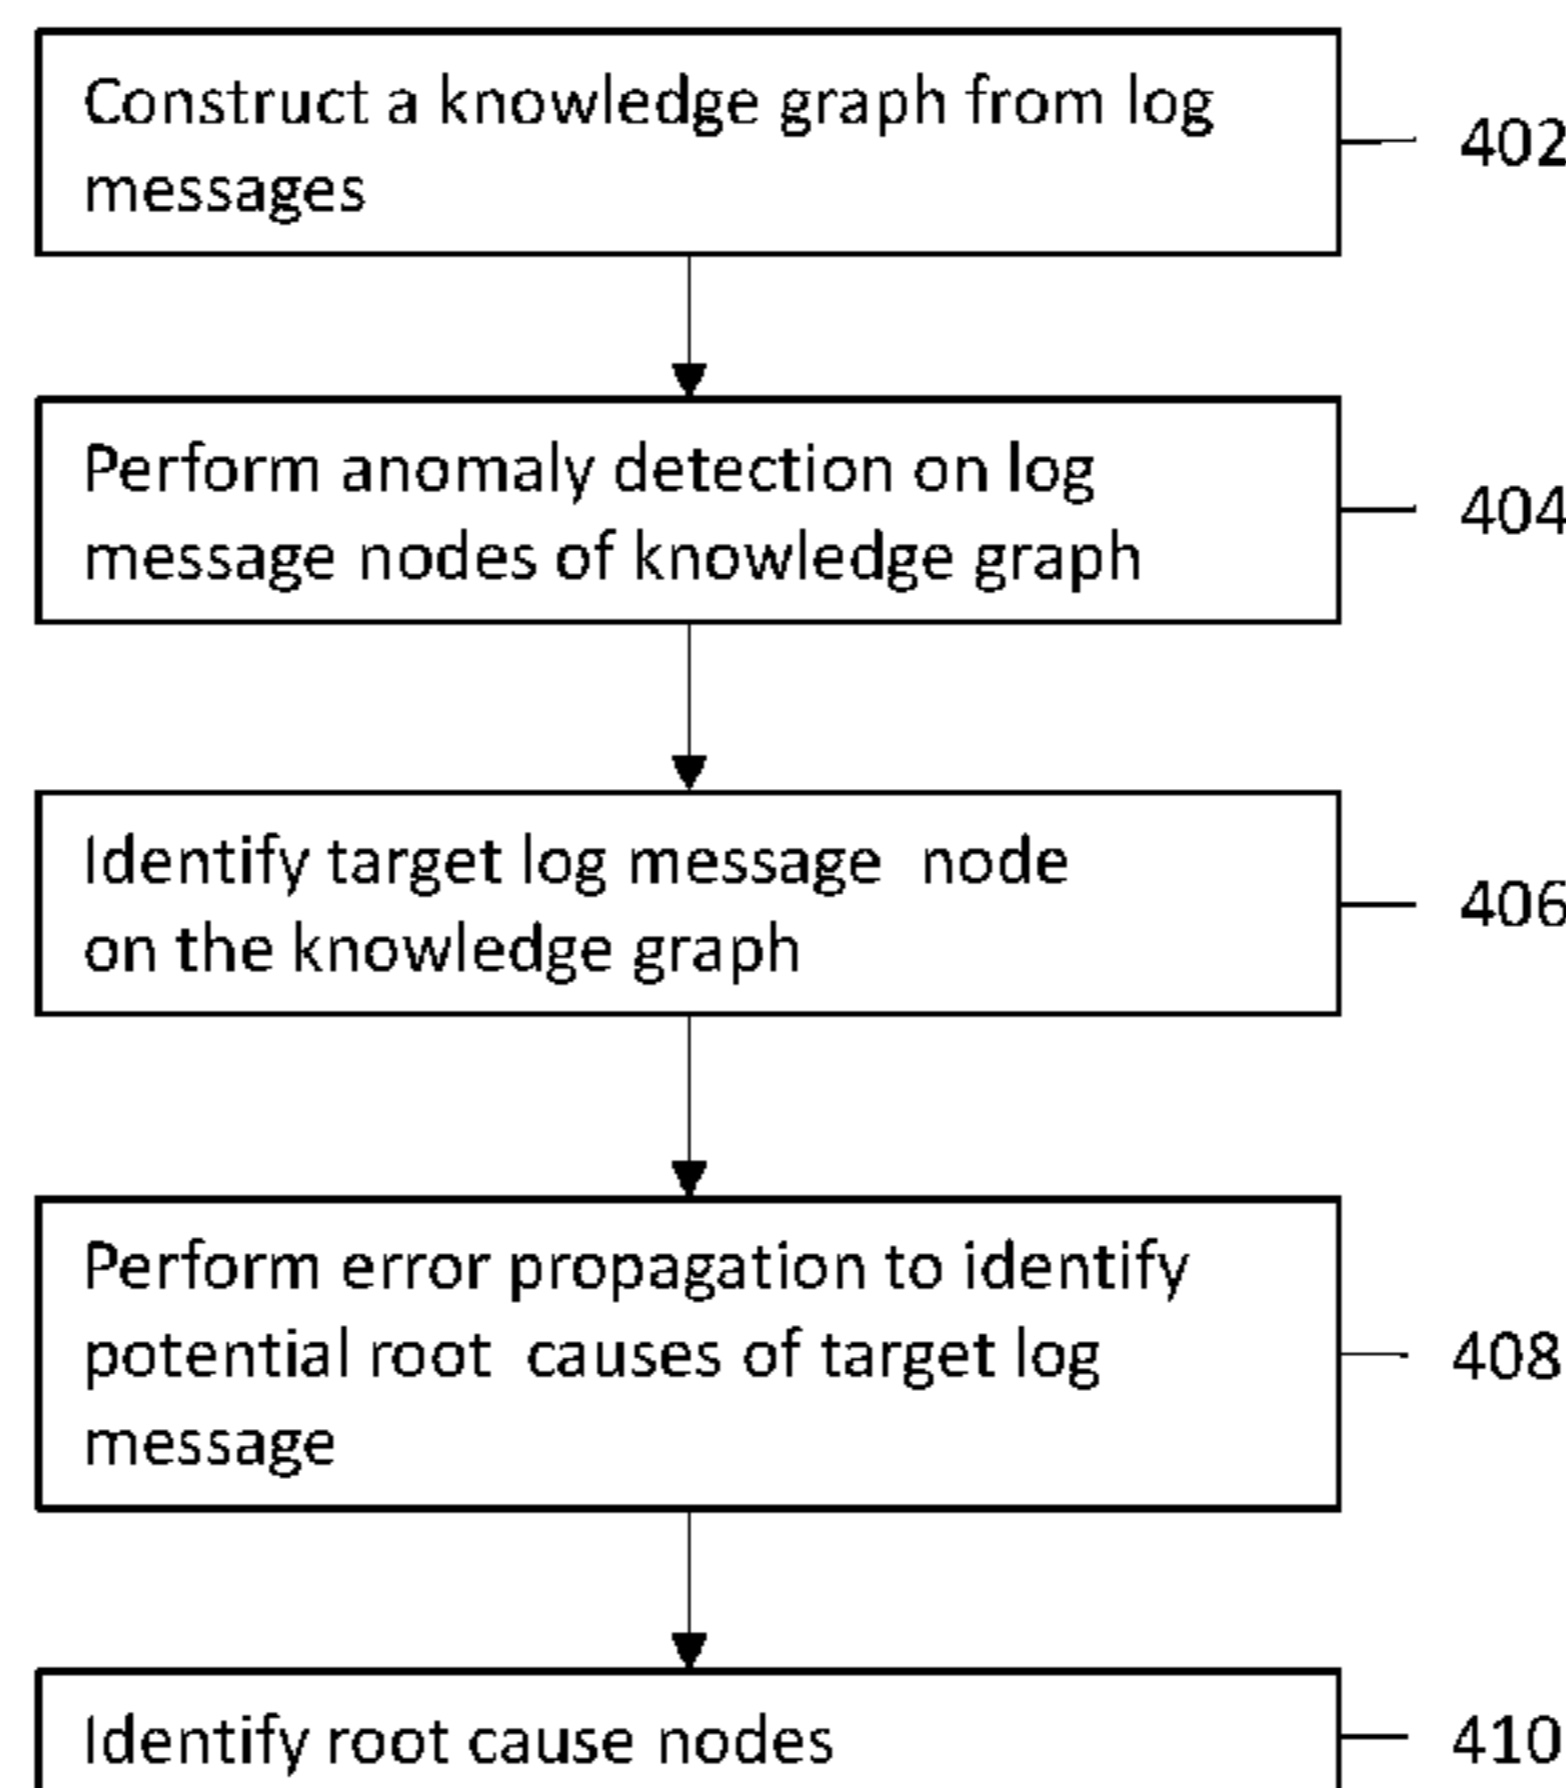 Construct a knowledge graph from log
messages
402
Perform anomaly detection on log
message nodes of knowledge graph
404
Identify target log message node
on the knowledge graph
406
Perform error propagation to identify
potential root causes of target log
message
408
Identify root cause nodes
410